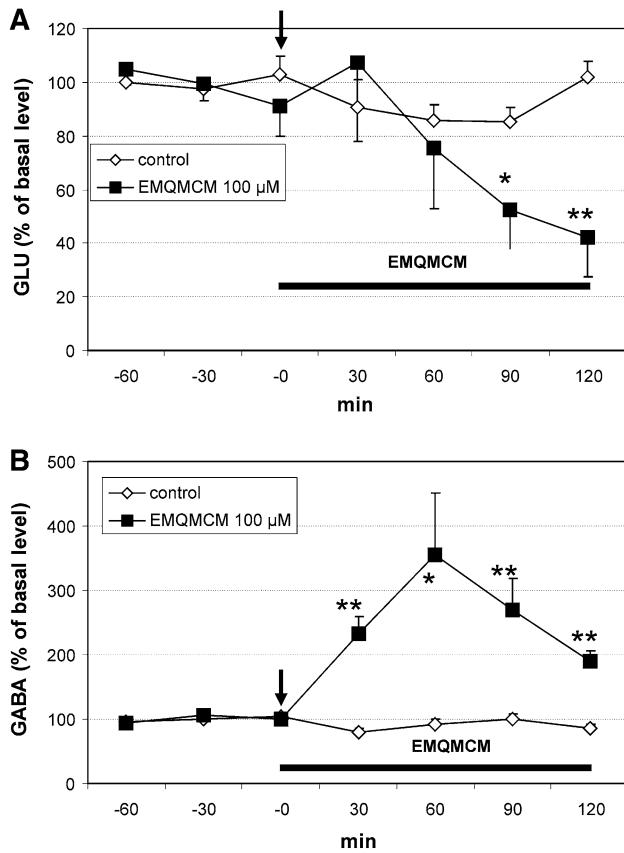 A
120
100
80
60
40
20
0
GLU (% of basal level)
control
EMQMCM 100 µM
*
**
EMQMCM
-60 -30 -0 30 60 90 120
min
B
500
400
300
200
100
0
GABA (% of basal level)
control
EMQMCM 100 µM
**
*
**
**
EMQMCM
-60 -30 -0 30 60 90 120
min